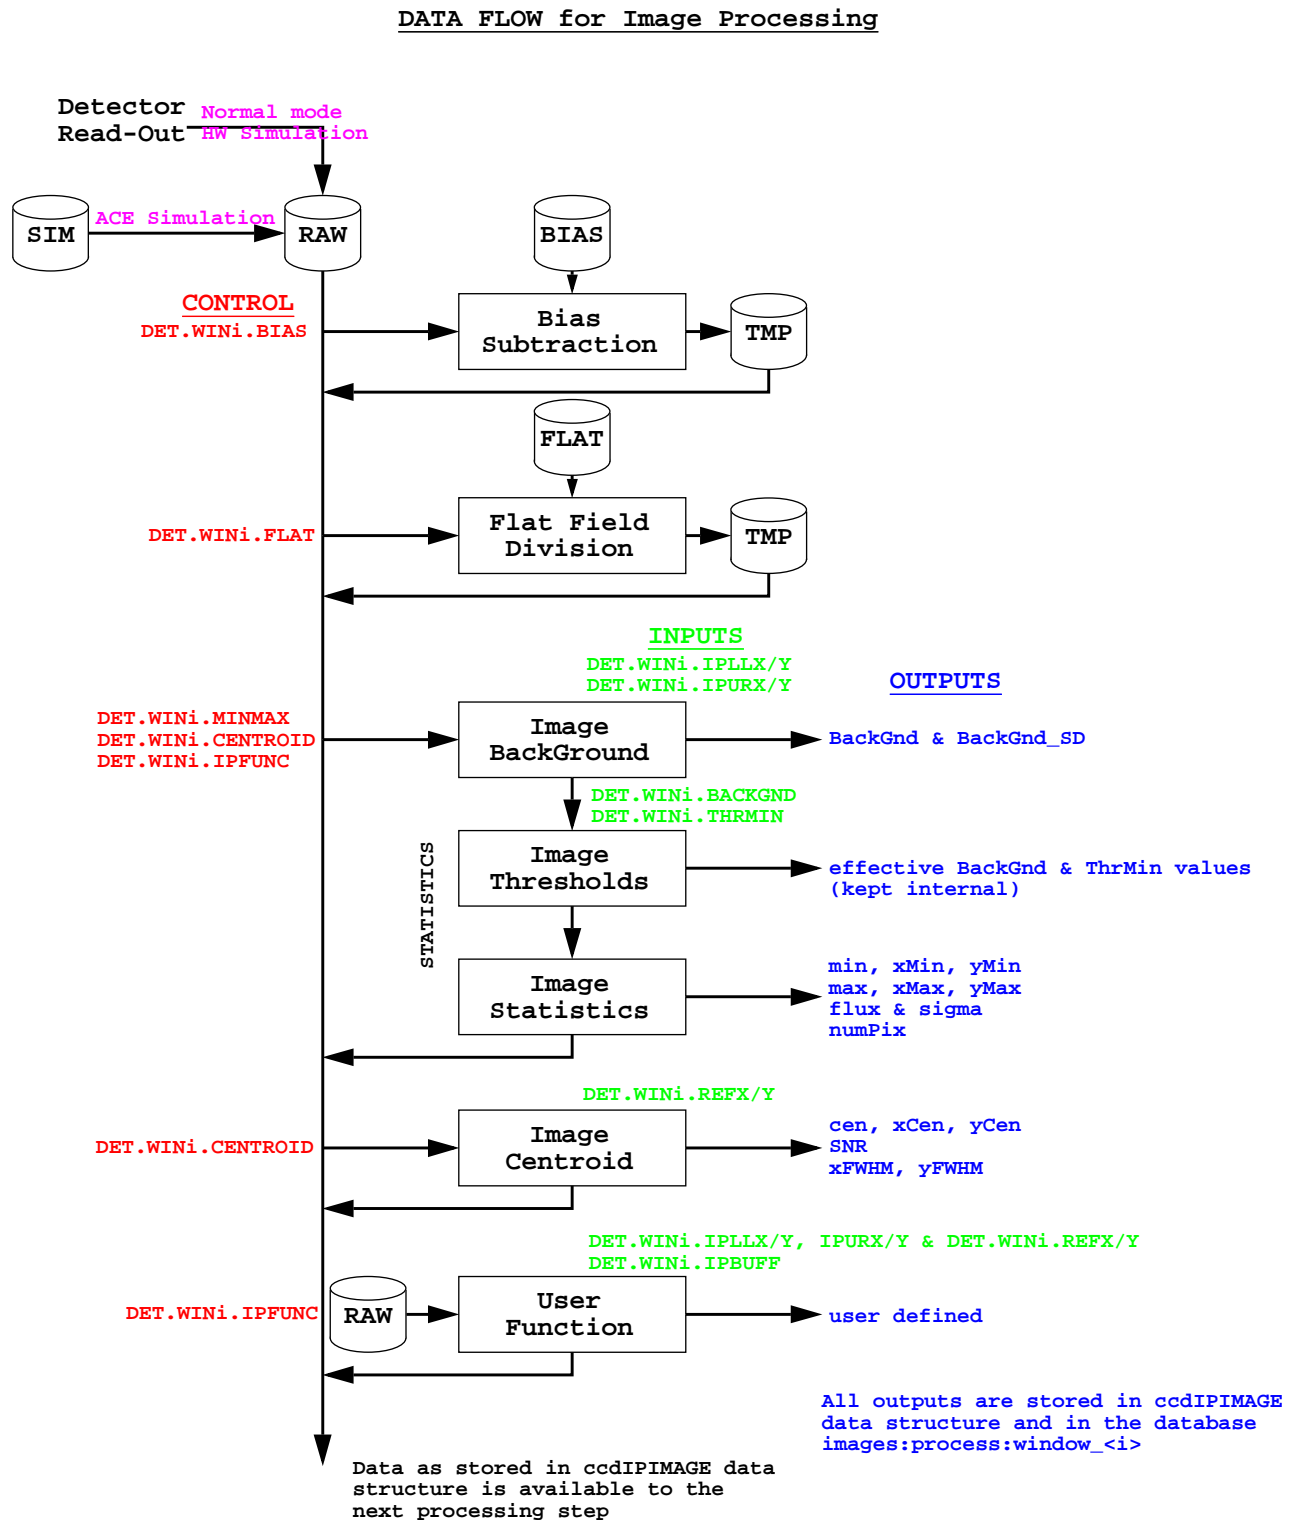 DATA FLOW for Image Processing
Detector
Read-Out
Normal mode
HW Simulation
SIM
ACE Simulation
RAW
BIAS
CONTROL
DET.WINi.BIAS
Bias
Subtraction
TMP
FLAT
DET.WINi.FLAT
Flat Field
Division
TMP
INPUTS
DET.WINi.IPLLX/Y
DET.WINi.IPURX/Y
OUTPUTS
DET.WINi.MINMAX
DET.WINi.CENTROID
DET.WINi.IPFUNC
Image
BackGround
BackGnd & BackGnd_SD
DET.WINi.BACKGND
DET.WINi.THRMIN
STATISTICS
Image
Thresholds
effective BackGnd & ThrMin values
(kept internal)
Image
Statistics
min, xMin, yMin
max, xMax, yMax
flux & sigma
numPix
DET.WINi.REFX/Y
DET.WINi.CENTROID
Image
Centroid
cen, xCen, yCen
SNR
xFWHM, yFWHM
DET.WINi.IPLLX/Y, IPURX/Y & DET.WINi.REFX/Y
DET.WINi.IPBUFF
DET.WINi.IPFUNC
RAW
User
Function
user defined
All outputs are stored in ccdIPIMAGE
data structure and in the database
images:process:window_<i>
Data as stored in ccdIPIMAGE data
structure is available to the
next processing step